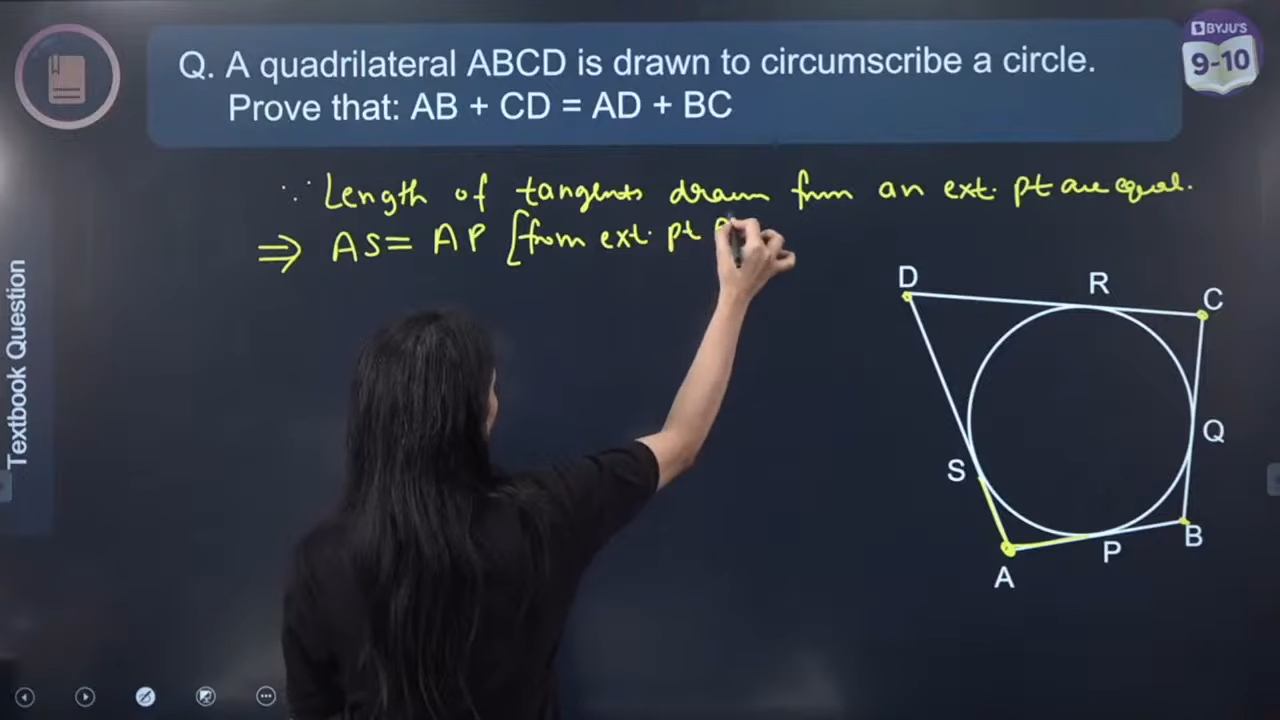 Q. A quadrilateral ABCD is drawn to circumscribe a circle.
Prove that: AB + CD = AD + BC
BYJU'S
9-10
Textbook Question
∵ Length of tangents drawn from an ext. pt are equal.
⇒ AS = AP [from ext. pt
D
R
C
Q
S
B
P
A